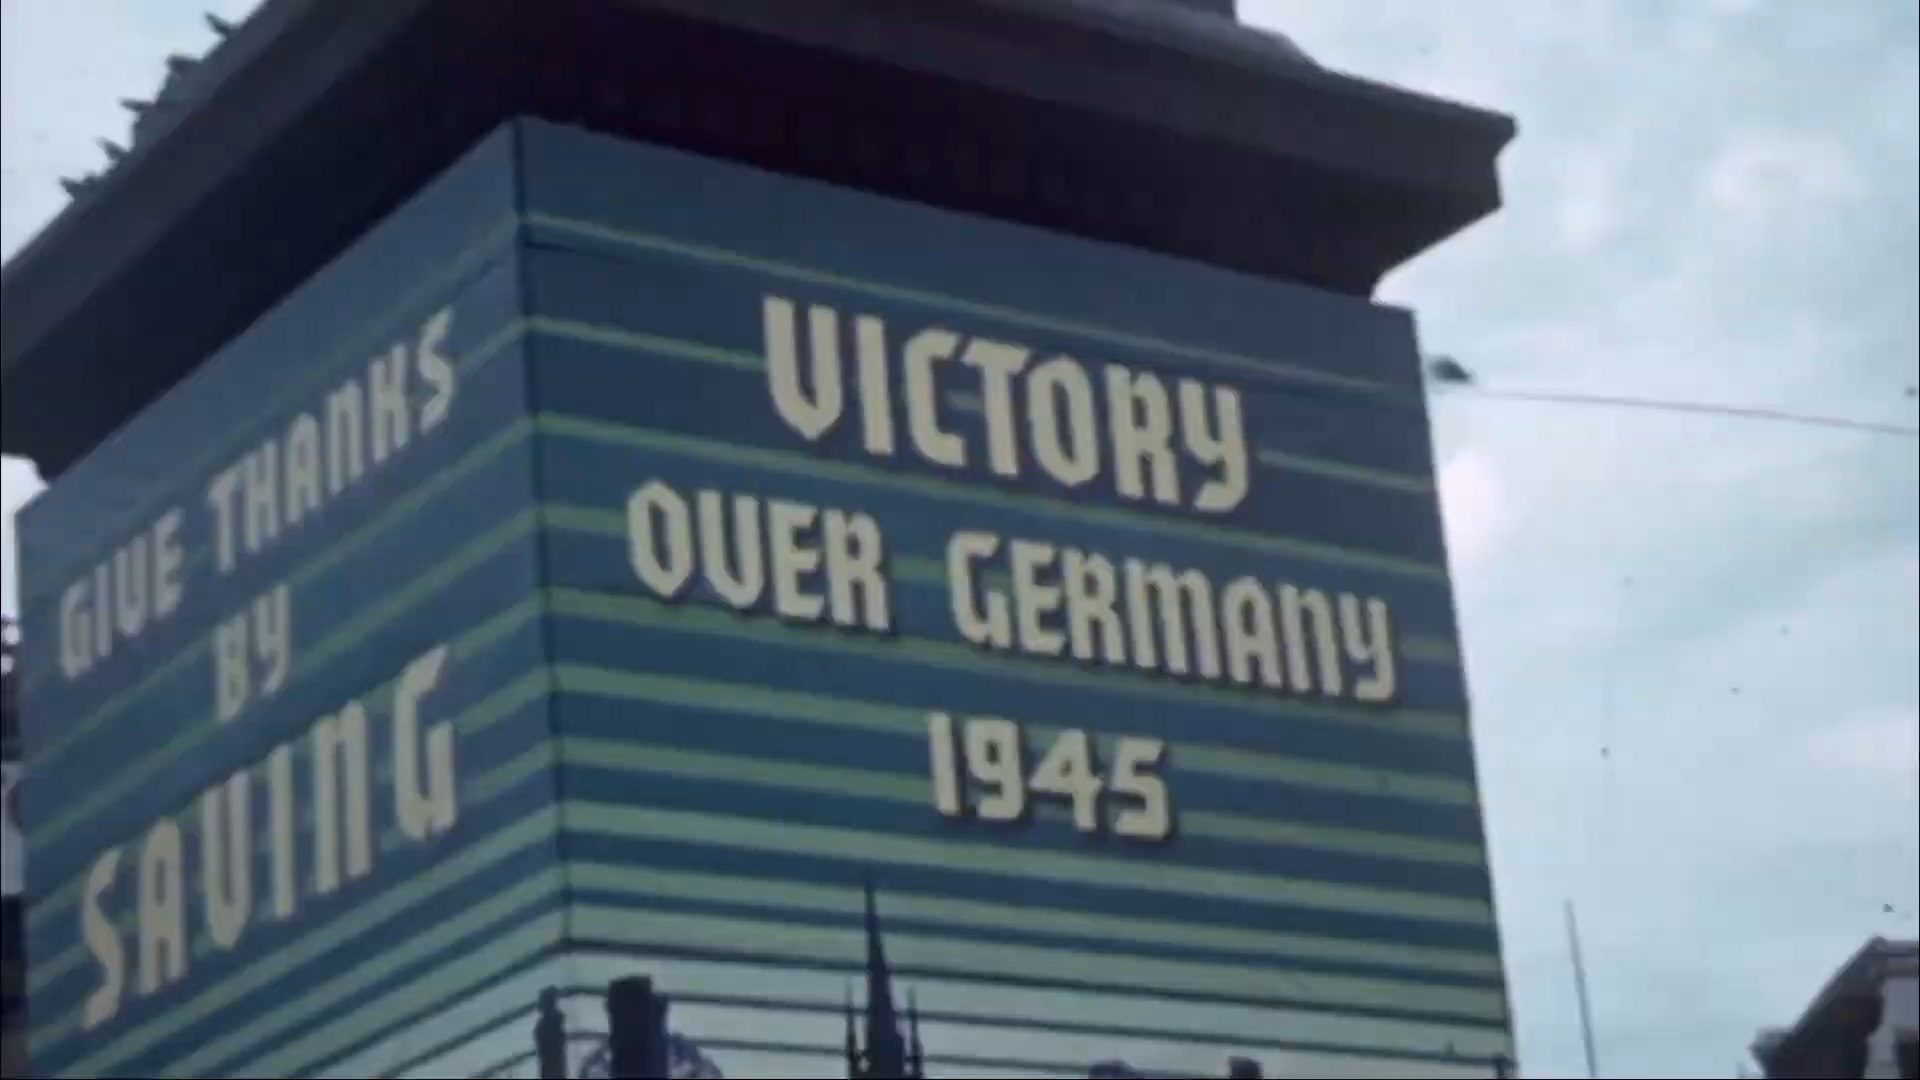 GIVE THANKS
BY
SAVING
VICTORY
OVER GERMANY
1945